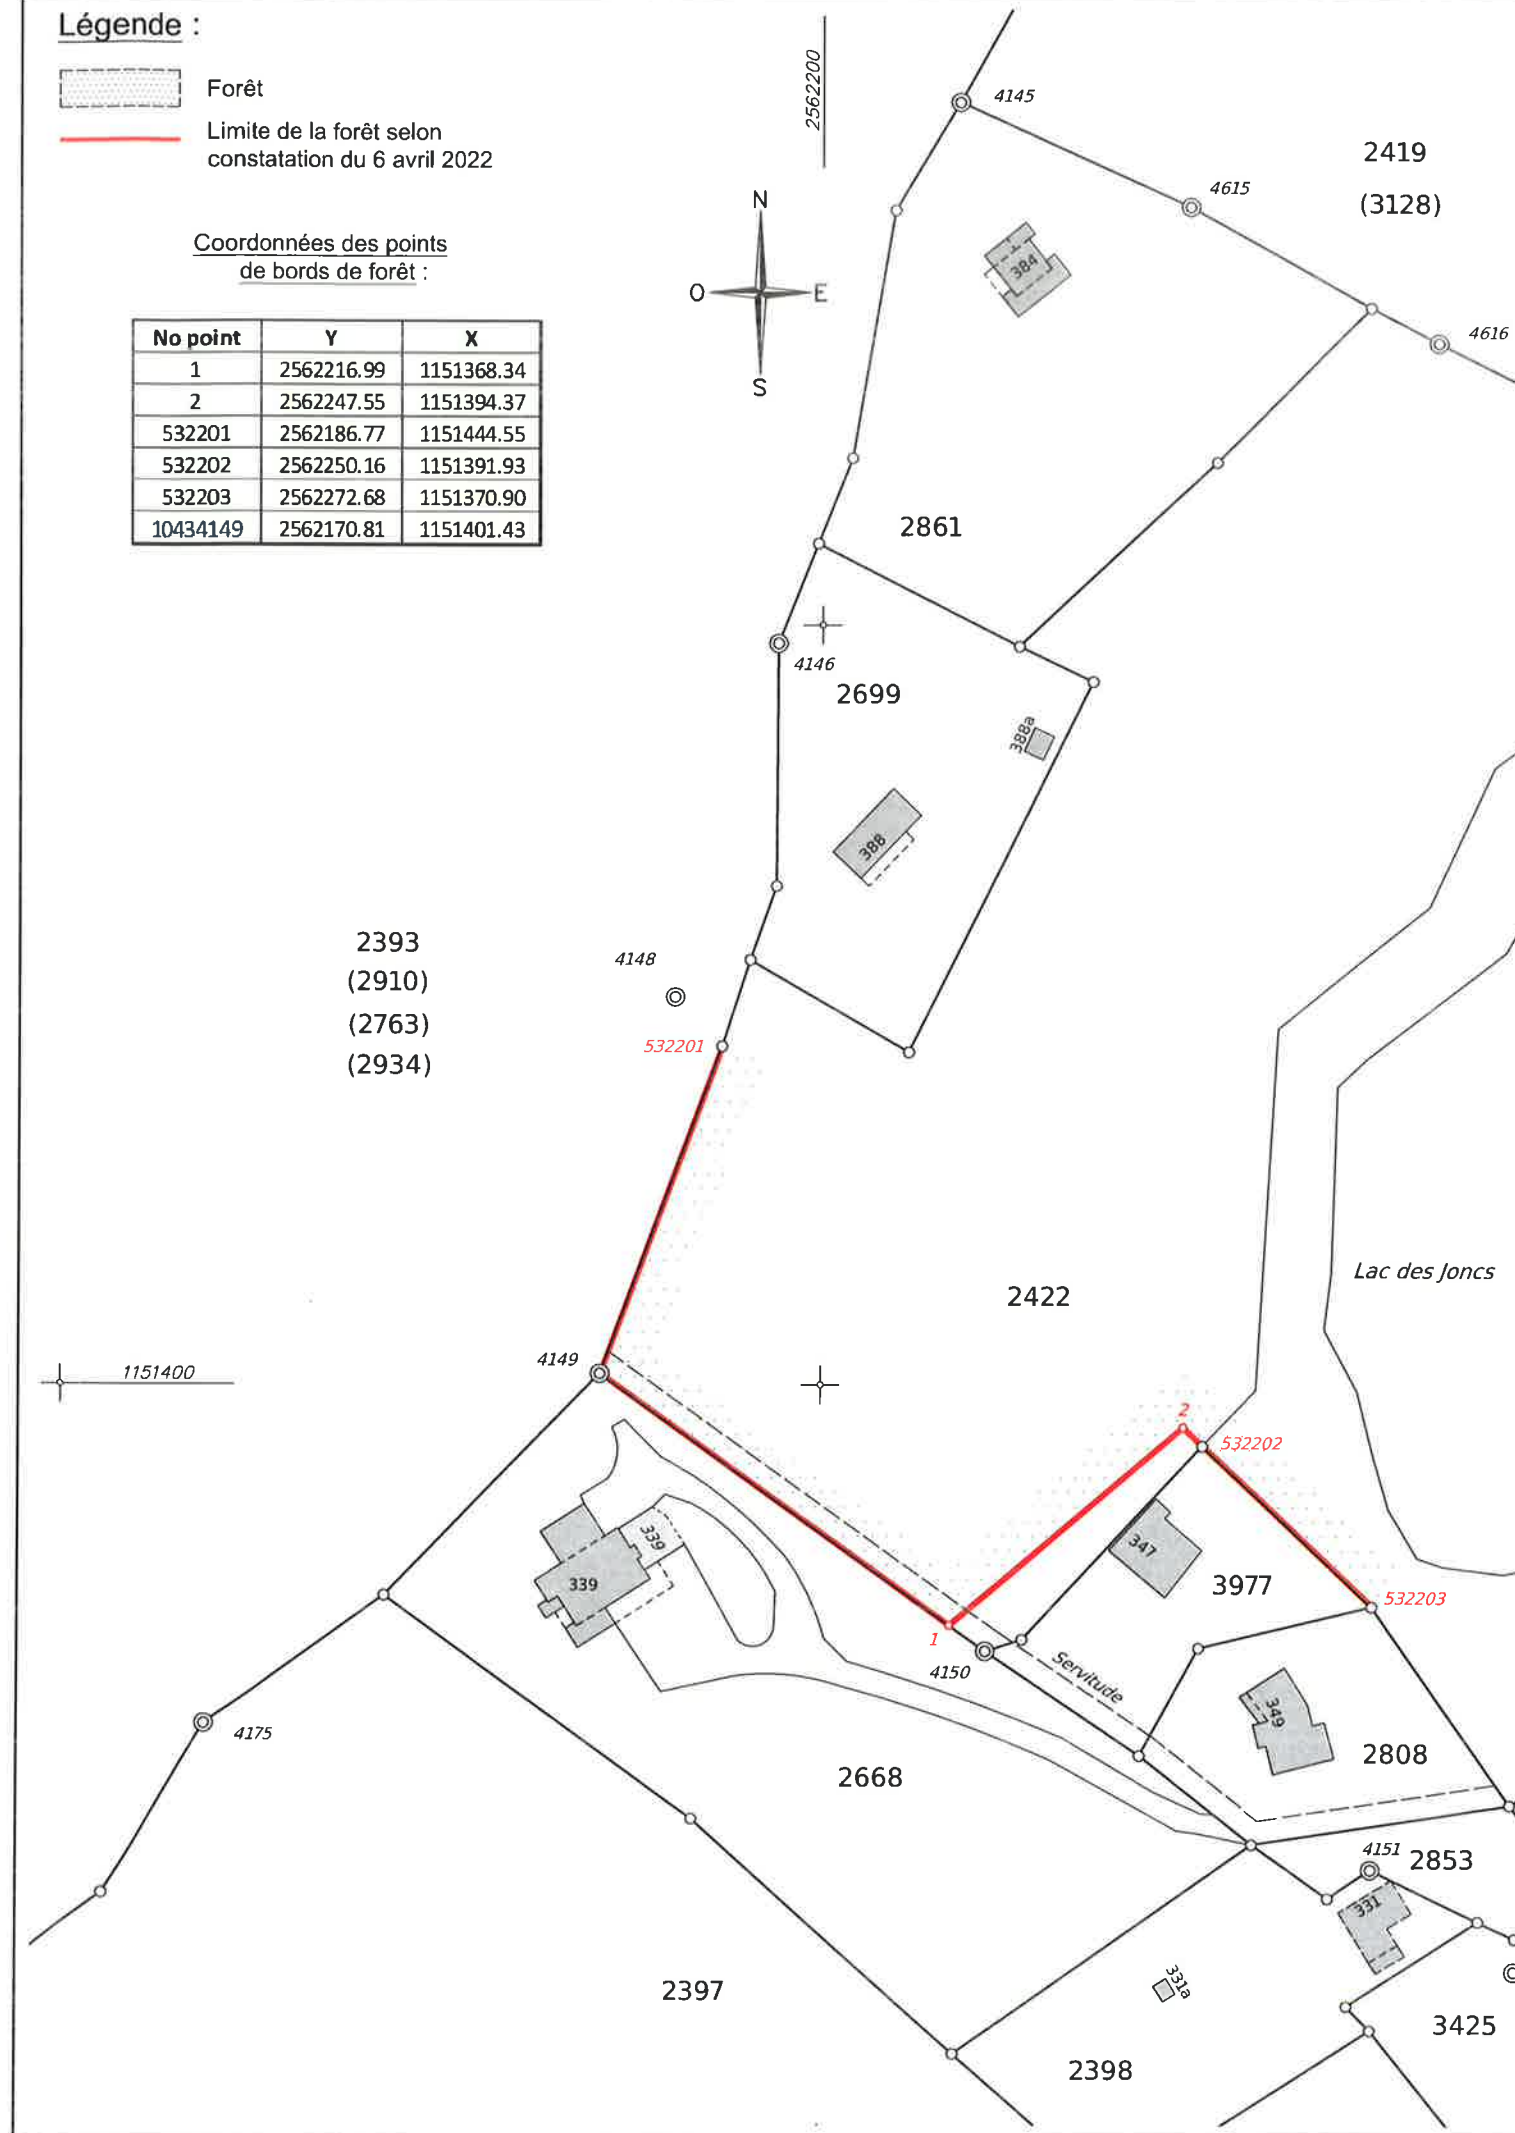 Légende :
Forêt
Limite de la forêt selon
constatation du 6 avril 2022
Coordonnées des points
de bords de forêt :
No point Y X
1 2562216.99 1151368.34
2 2562247.55 1151394.37
532201 2562186.77 1151444.55
532202 2562250.16 1151391.93
532203 2562272.68 1151370.90
10434149 2562170.81 1151401.43
2562200
N
O E
S
4145
2419
(3128)
4615
384
4616
2861
4146
2699
388a
388
2393
(2910)
(2763)
(2934)
4148
532201
2422
Lac des Joncs
4149
1151400
2
532202
347
3977
532203
339
339
1
4150
Servitude
349
2808
4175
2668
4151
2853
331
331a
2397
3425
2398